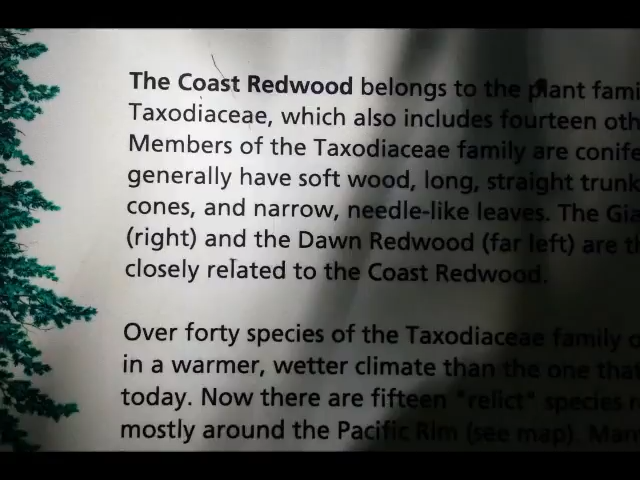 The Coast Redwood belongs to the plant fami
Taxodiaceae, which also includes fourteen oth
Members of the Taxodiaceae family are conife
generally have soft wood, long, straight trunk
cones, and narrow, needle-like leaves. The Gia
(right) and the Dawn Redwood (far left) are th
closely related to the Coast Redwood.
Over forty species of the Taxodiaceae family o
in a warmer, wetter climate than the one that
today. Now there are fifteen "relict" species r
mostly around the Pacific Rim (see map). Man